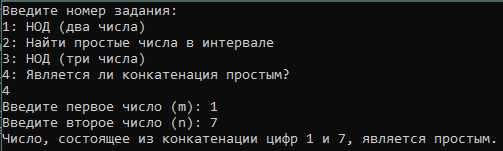 Введите номер задания:
1: НОД (два числа)
2: Найти простые числа в интервале
3: НОД (три числа)
4: Является ли конкатенация простым?
4
Введите первое число (m): 1
Введите второе число (n): 7
Число, состоящее из конкатенации цифр 1 и 7, является простым.